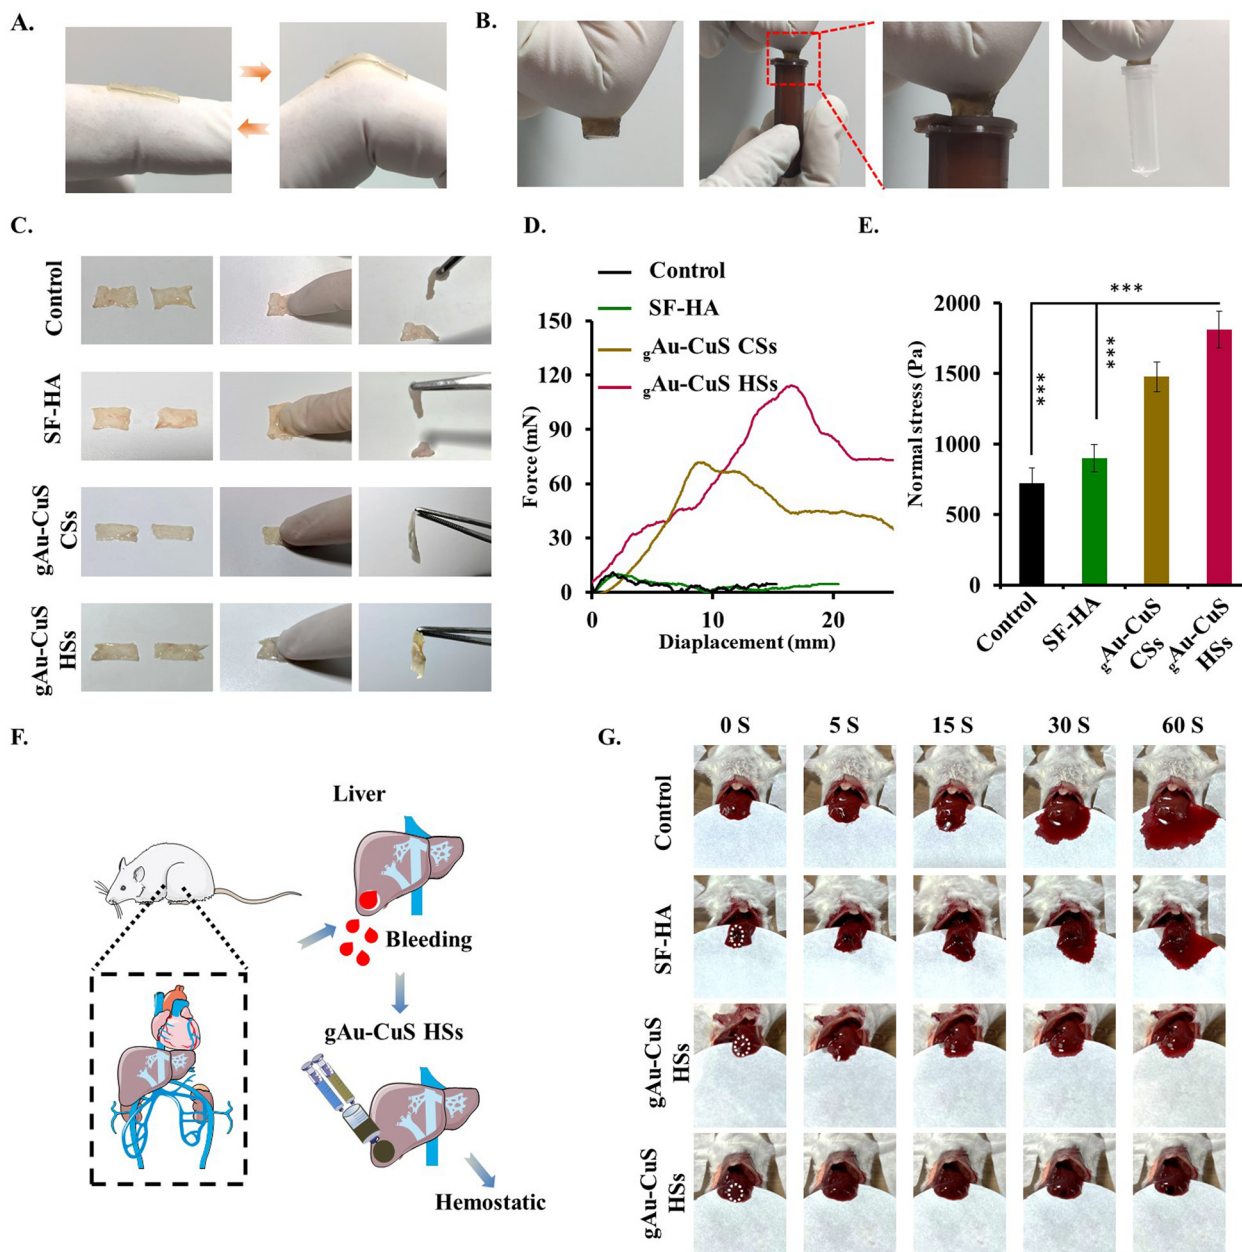 A.
B.
C.
Control
SF-HA
gAu-CuS
CSs
gAu-CuS
HSs
D.
Control
SF-HA
gAu-CuS CSs
gAu-CuS HSs
150
120
90
60
30
0
Force (mN)
0
10
20
Diaplacement (mm)
E.
2000
1500
1000
500
0
Normal stress (Pa)
***
***
***
Control
SF-HA
gAu-CuS
CSs
gAu-CuS
HSs
F.
Liver
Bleeding
gAu-CuS HSs
Hemostatic
G.
0 S
5 S
15 S
30 S
60 S
Control
SF-HA
gAu-CuS
HSs
gAu-CuS
HSs